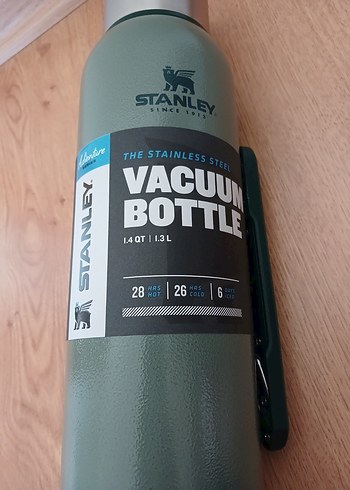 STANLEY
SINCE 1913
Adventure
STANLEY
THE STAINLESS STEEL
VACUUM
BOTTLE
1.4 QT | 1.3 L
28 HRS HOT | 26 HRS COLD | 6 DAYS ICED